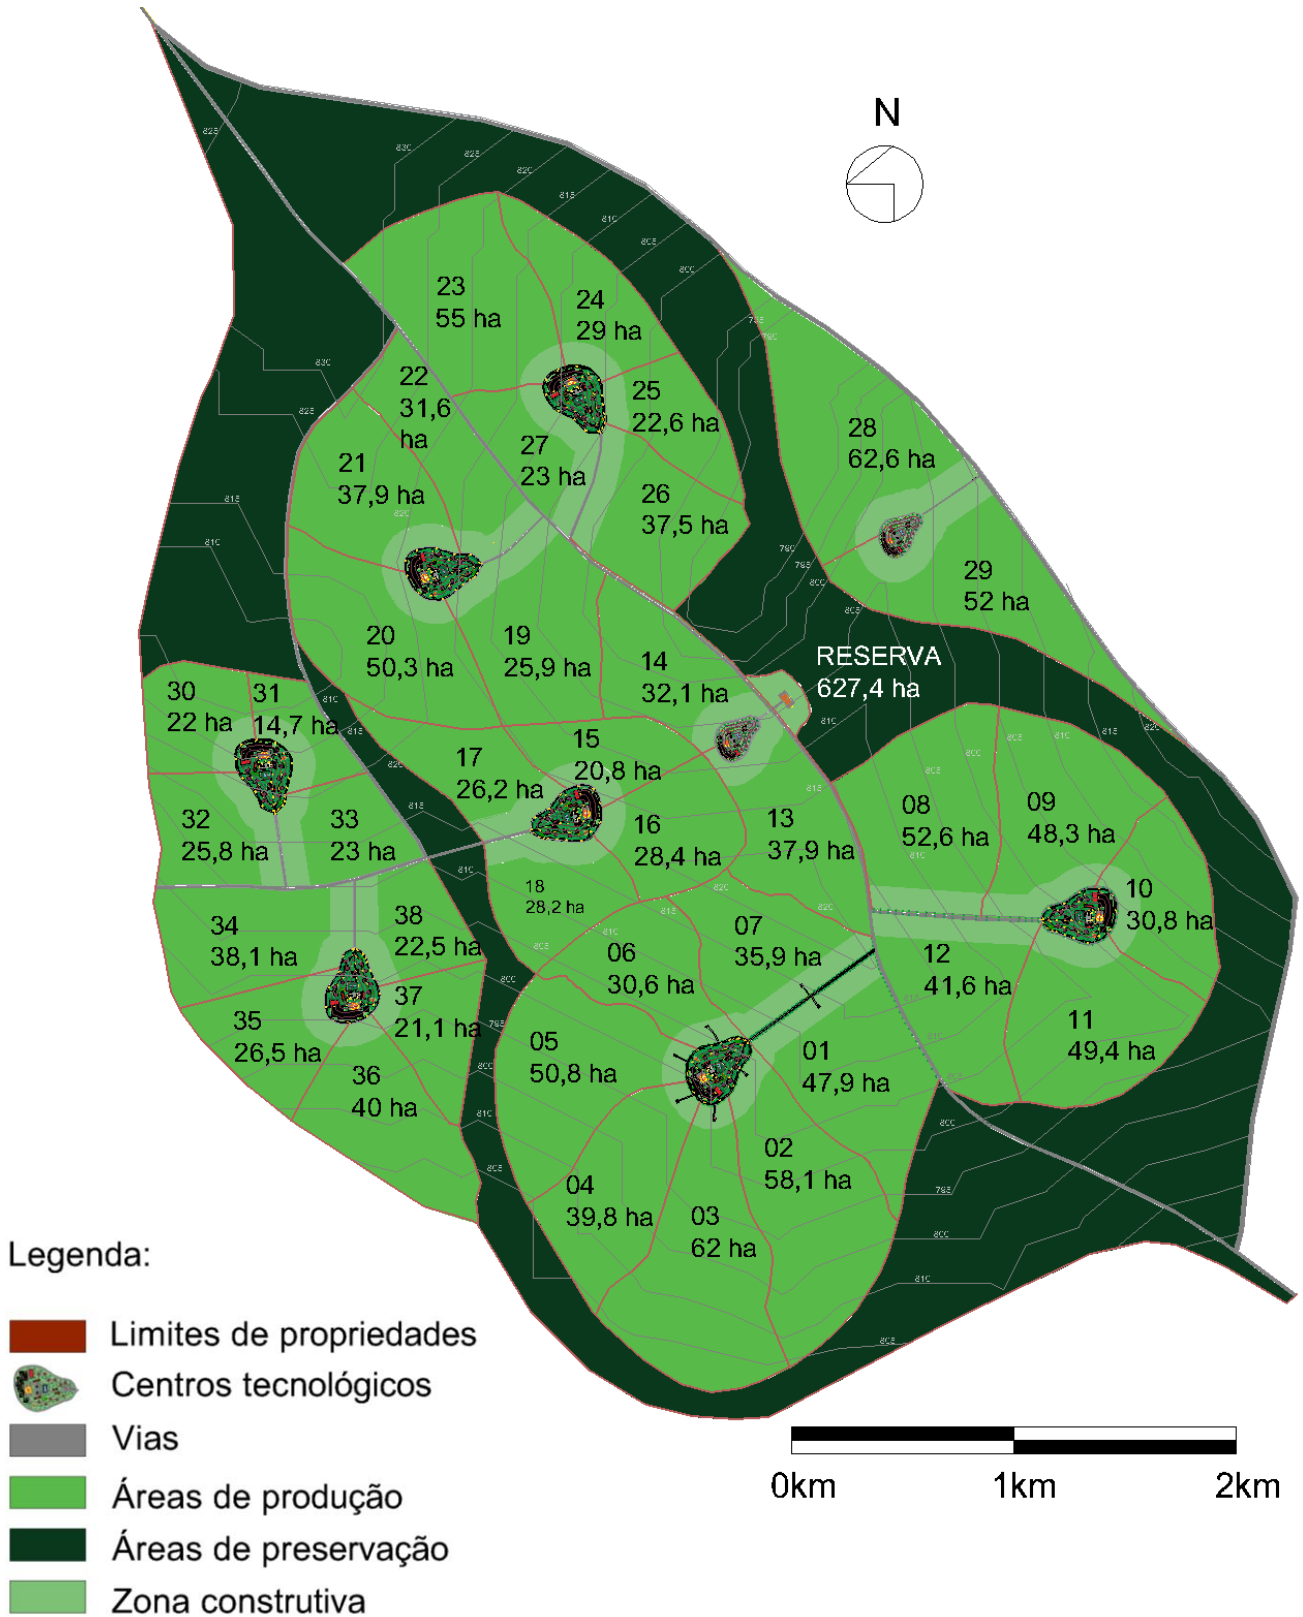 N
23
55 ha
24
29 ha
22
31,6
ha
25
22,6 ha
27
23 ha
21
37,9 ha
26
37,5 ha
28
62,6 ha
29
52 ha
20
50,3 ha
19
25,9 ha
14
32,1 ha
RESERVA
627,4 ha
30
22 ha
31
14,7 ha
17
26,2 ha
15
20,8 ha
32
25,8 ha
33
23 ha
16
28,4 ha
13
37,9 ha
08
52,6 ha
09
48,3 ha
18
28,2 ha
10
30,8 ha
34
38,1 ha
38
22,5 ha
06
30,6 ha
07
35,9 ha
12
41,6 ha
35
26,5 ha
37
21,1 ha
05
50,8 ha
01
47,9 ha
11
49,4 ha
36
40 ha
02
58,1 ha
04
39,8 ha
03
62 ha
Legenda:
Limites de propriedades
Centros tecnológicos
Vias
Áreas de produção
Áreas de preservação
Zona construtiva
0km 1km 2km